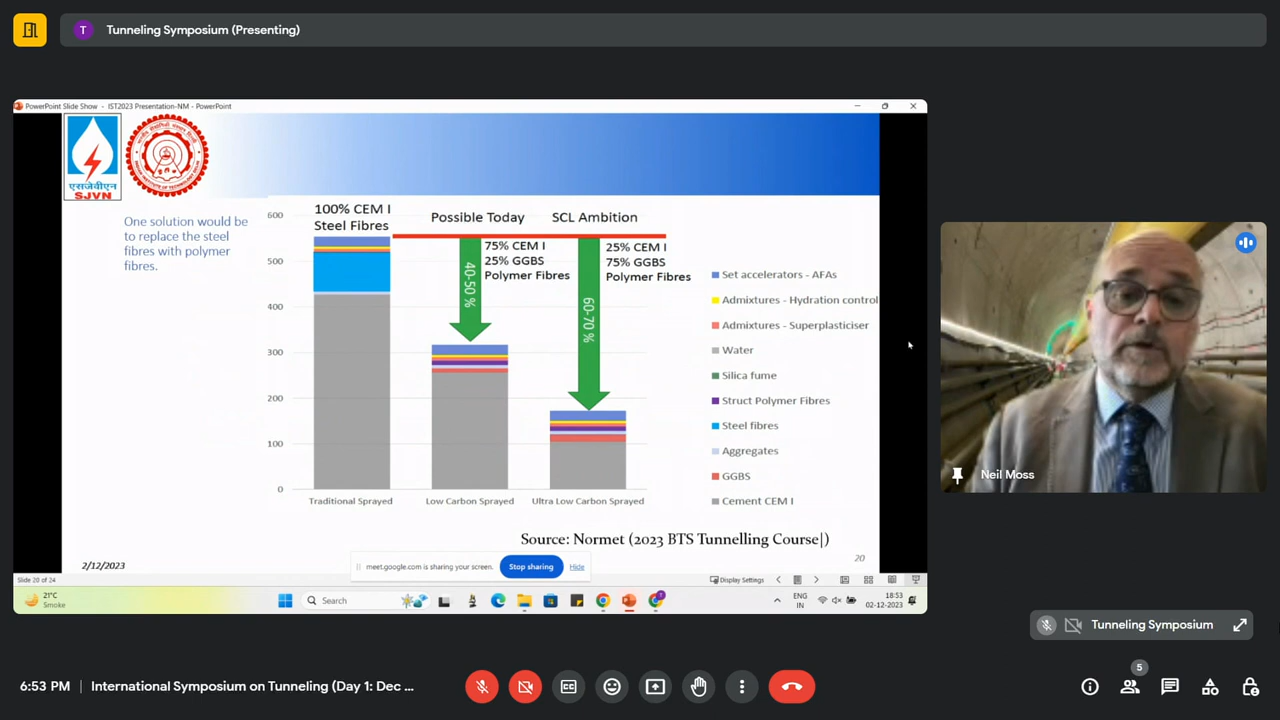 T
Tunneling Symposium (Presenting)
PowerPoint Slide Show - IST2023 Presentation-NM - PowerPoint
एसजेवीएन
SJVN
One solution would be
to replace the steel
fibres with polymer
fibres.
600
500
400
300
200
100
0
100% CEM I
Steel Fibres
Possible Today
SCL Ambition
75% CEM I
25% GGBS
Polymer Fibres
25% CEM I
75% GGBS
Polymer Fibres
40-50 %
60-70 %
Traditional Sprayed
Low Carbon Sprayed
Ultra Low Carbon Sprayed
Set accelerators - AFAs
Admixtures - Hydration control
Admixtures - Superplasticiser
Water
Silica fume
Struct Polymer Fibres
Steel fibres
Aggregates
GGBS
Cement CEM I
Source: Normet (2023 BTS Tunnelling Course|)
2/12/2023
20
meet.google.com is sharing your screen.
Stop sharing
Hide
Slide 20 of 24
Display Settings
21°C
Smoke
Search
ENG
IN
18:53
02-12-2023
Neil Moss
Tunneling Symposium
6:53 PM
International Symposium on Tunneling (Day 1: Dec ...
5